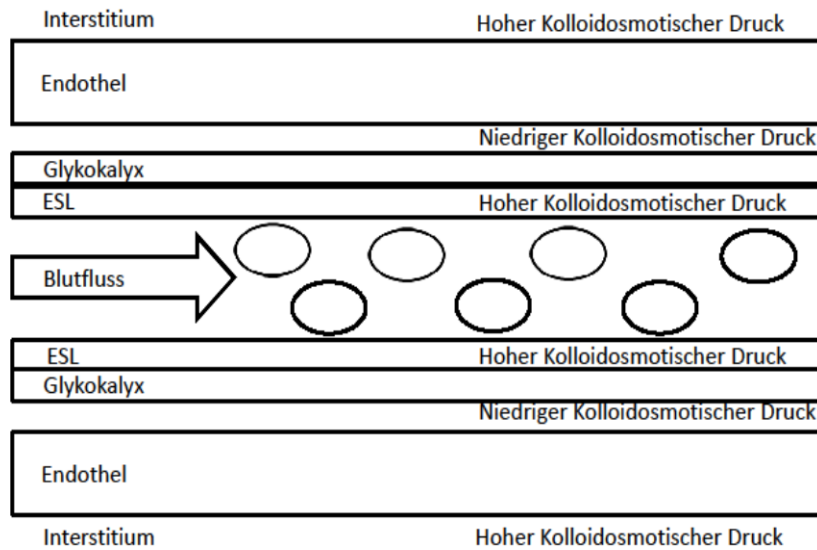 Interstitium
Hoher Kolloidosmotischer Druck
Endothel
Niedriger Kolloidosmotischer Druck
Glykokalyx
ESL
Hoher Kolloidosmotischer Druck
Blutfluss
ESL
Hoher Kolloidosmotischer Druck
Glykokalyx
Niedriger Kolloidosmotischer Druck
Endothel
Interstitium
Hoher Kolloidosmotischer Druck